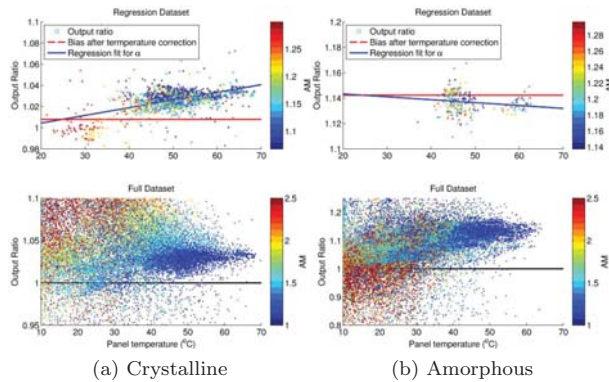 Regression Dataset
1.1
1.08
1.06
1.04
1.02
1
0.98
Output Ratio
Output ratio
Bias after termperature correction
Regression fit for α
20 30 40 50 60 70
1.25
1.2
1.15
1.1
AM
Regression Dataset
1.2
1.18
1.16
1.14
1.12
1.1
Output Ratio
Output ratio
Bias after termperature correction
Regression fit for α
20 30 40 50 60 70
1.28
1.26
1.24
1.22
1.2
1.18
1.16
1.14
AM
Full Dataset
1.1
1.05
1
0.95
Output Ratio
10 20 30 40 50 60 70
Panel temperature (⁰C)
2.5
2
1.5
1
AM
Full Dataset
1.2
1.1
1
0.9
0.8
Output Ratio
10 20 30 40 50 60 70
Panel temperature (⁰C)
2.5
2
1.5
1
AM
(a) Crystalline
(b) Amorphous